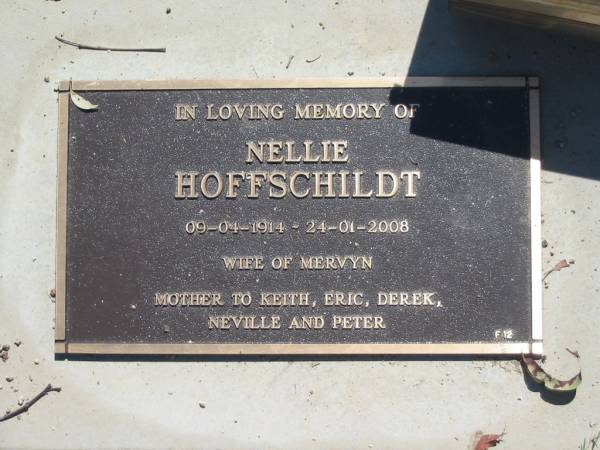 IN LOVING MEMORY OF
NELLIE
HOFFSCHILDT
09-04-1914 - 24-01-2008
WIFE OF MERVYN
MOTHER TO KEITH, ERIC, DEREK,
NEVILLE AND PETER
F 12